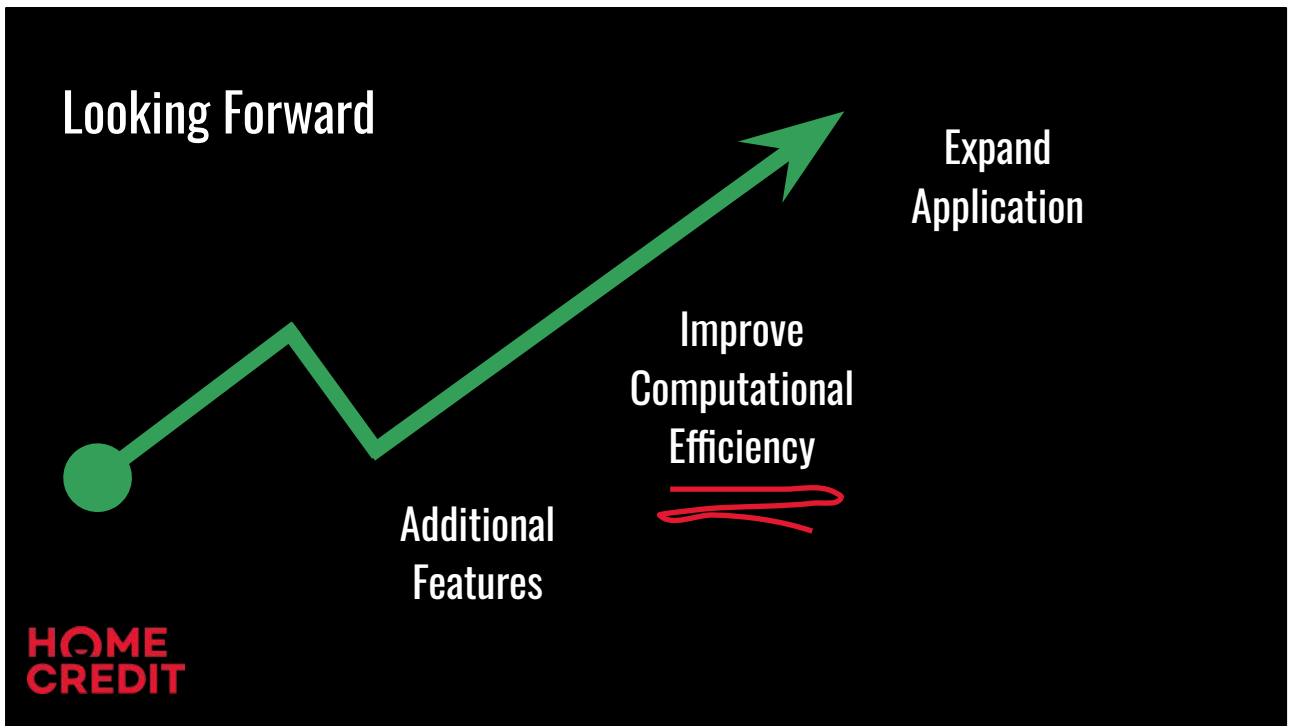 Looking Forward
Expand
Application
Improve
Computational
Efficiency
Additional
Features
HOME
CREDIT